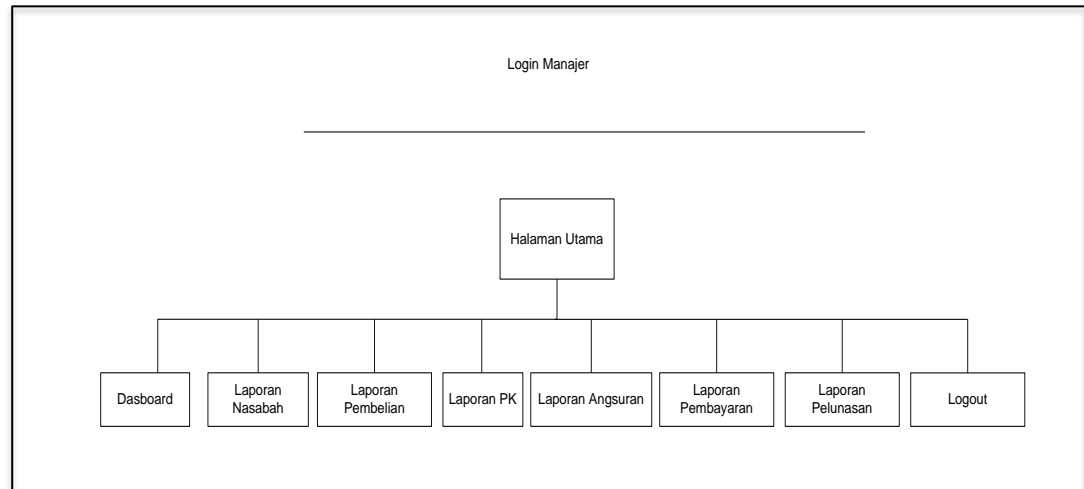 Login Manajer
Halaman Utama
Dasboard
Laporan
Nasabah
Laporan
Pembelian
Laporan PK
Laporan Angsuran
Laporan
Pembayaran
Laporan
Pelunasan
Logout